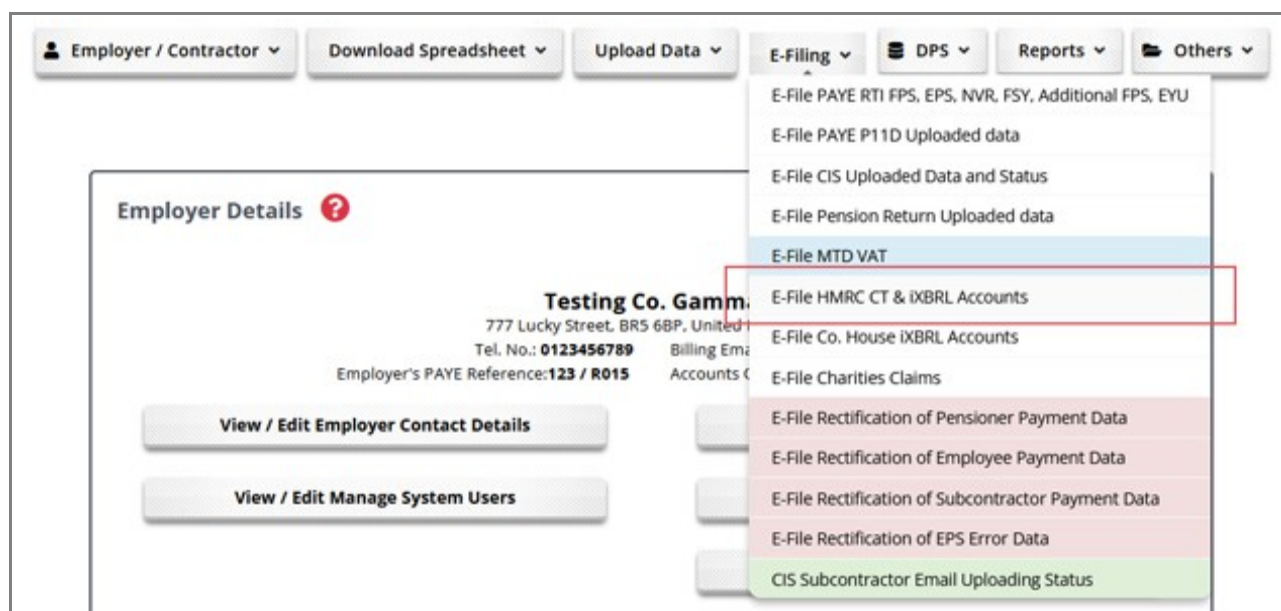 Employer / Contractor Download Spreadsheet Upload Data E-Filing DPS Reports Others
E-File PAYE RTI FPS, EPS, NVR, FSY, Additional FPS, EYU
E-File PAYE P11D Uploaded data
E-File CIS Uploaded Data and Status
E-File Pension Return Uploaded data
E-File MTD VAT
E-File HMRC CT & iXBRL Accounts
E-File Co. House iXBRL Accounts
E-File Charities Claims
E-File Rectification of Pensioner Payment Data
E-File Rectification of Employee Payment Data
E-File Rectification of Subcontractor Payment Data
E-File Rectification of EPS Error Data
CIS Subcontractor Email Uploading Status
Employer Details ?
Testing Co. Gamma
777 Lucky Street, BR5 6BP, United
Tel. No.: 0123456789 Billing Ema
Employer's PAYE Reference:123 / R015 Accounts
View / Edit Employer Contact Details
View / Edit Manage System Users